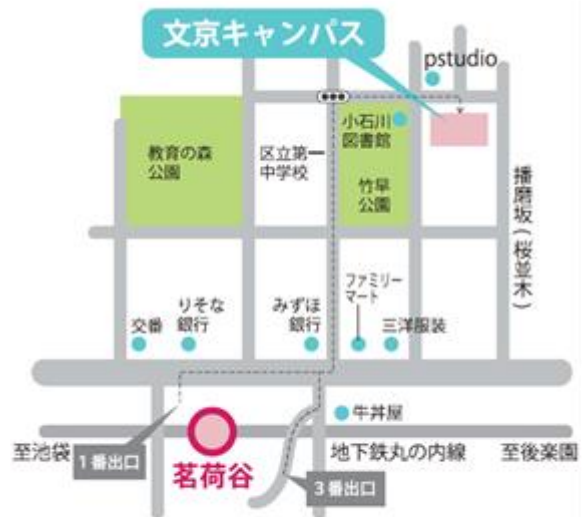 文京キャンパス
pstudio
小石川
図書館
教育の森
公園
区立第一
中学校
竹早
公園
播磨坂(桜並木)
ファミリー
マート
りそな
銀行
みずほ
銀行
交番
三洋服装
牛丼屋
至池袋
1番出口
茗荷谷
3番出口
地下鉄丸の内線
至後楽園